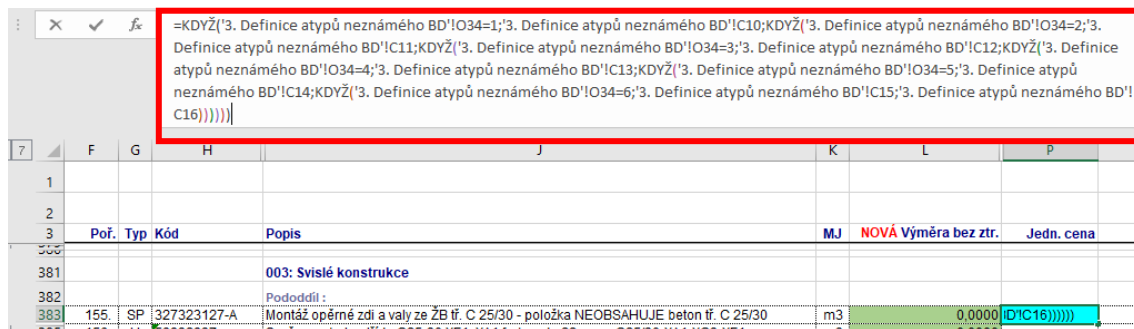 fx
=KDYŽ('3. Definice atypů neznámého BD'!O34=1;'3. Definice atypů neznámého BD'!C10;KDYŽ('3. Definice atypů neznámého BD'!O34=2;'3.
Definice atypů neznámého BD'!C11;KDYŽ('3. Definice atypů neznámého BD'!O34=3;'3. Definice atypů neznámého BD'!C12;KDYŽ('3. Definice
atypů neznámého BD'!O34=4;'3. Definice atypů neznámého BD'!C13;KDYŽ('3. Definice atypů neznámého BD'!O34=5;'3. Definice atypů
neznámého BD'!C14;KDYŽ('3. Definice atypů neznámého BD'!O34=6;'3. Definice atypů neznámého BD'!C15;'3. Definice atypů neznámého BD'!
C16))))))
7 F G H J K L P
1
2
3 Poř. Typ Kód Popis MJ NOVÁ Výměra bez ztr. Jedn. cena
381 003: Svislé konstrukce
382 Pododdíl :
383 155. SP 327323127-A Montáž opěrné zdi a valy ze ŽB tř. C 25/30 - položka NEOBSAHUJE beton tř. C 25/30 m3 0,0000 D'!C16))))))